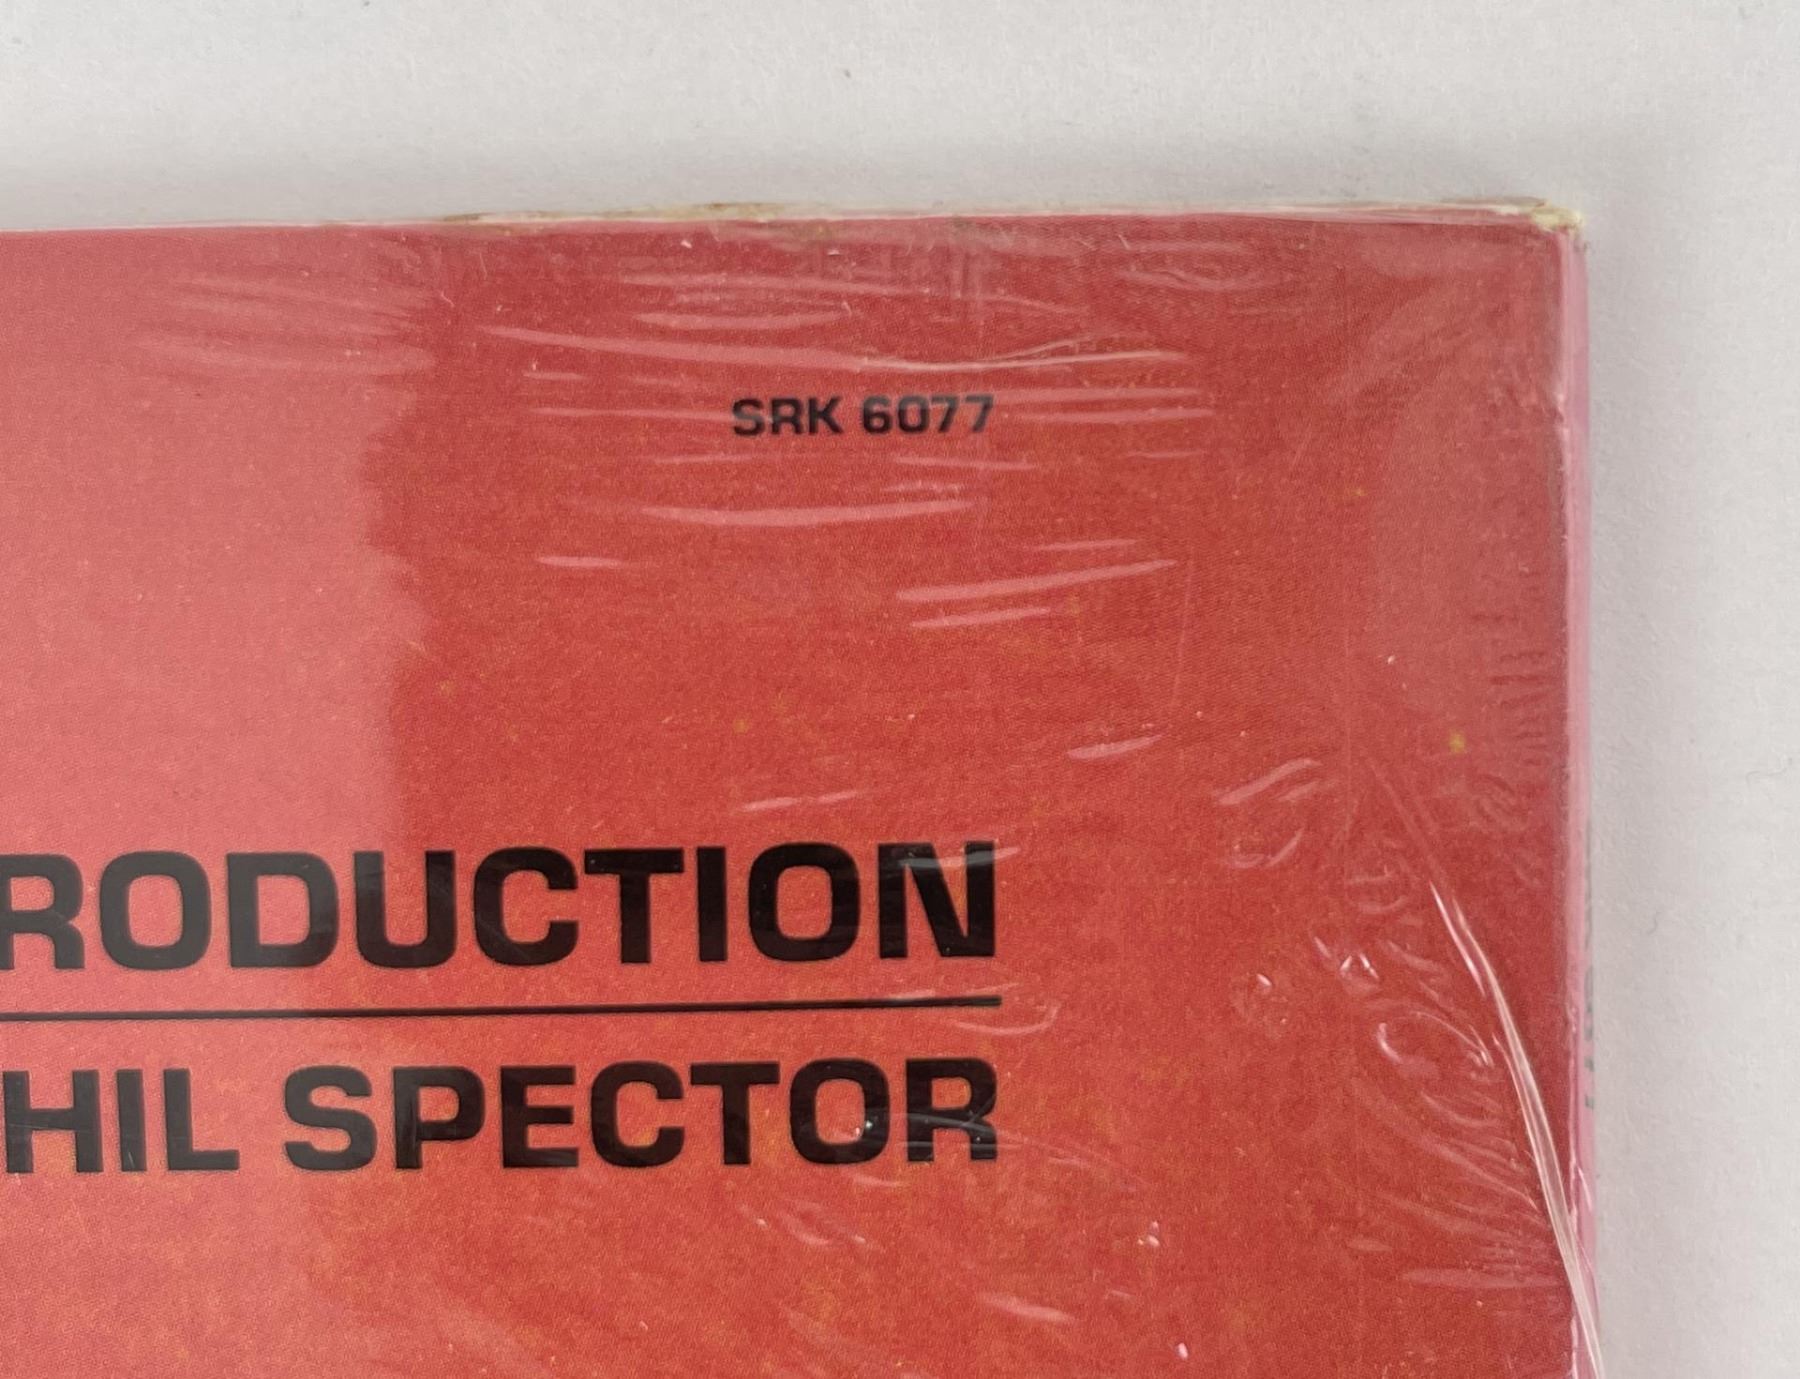 SRK 6077
RODUCTION
HIL SPECTOR